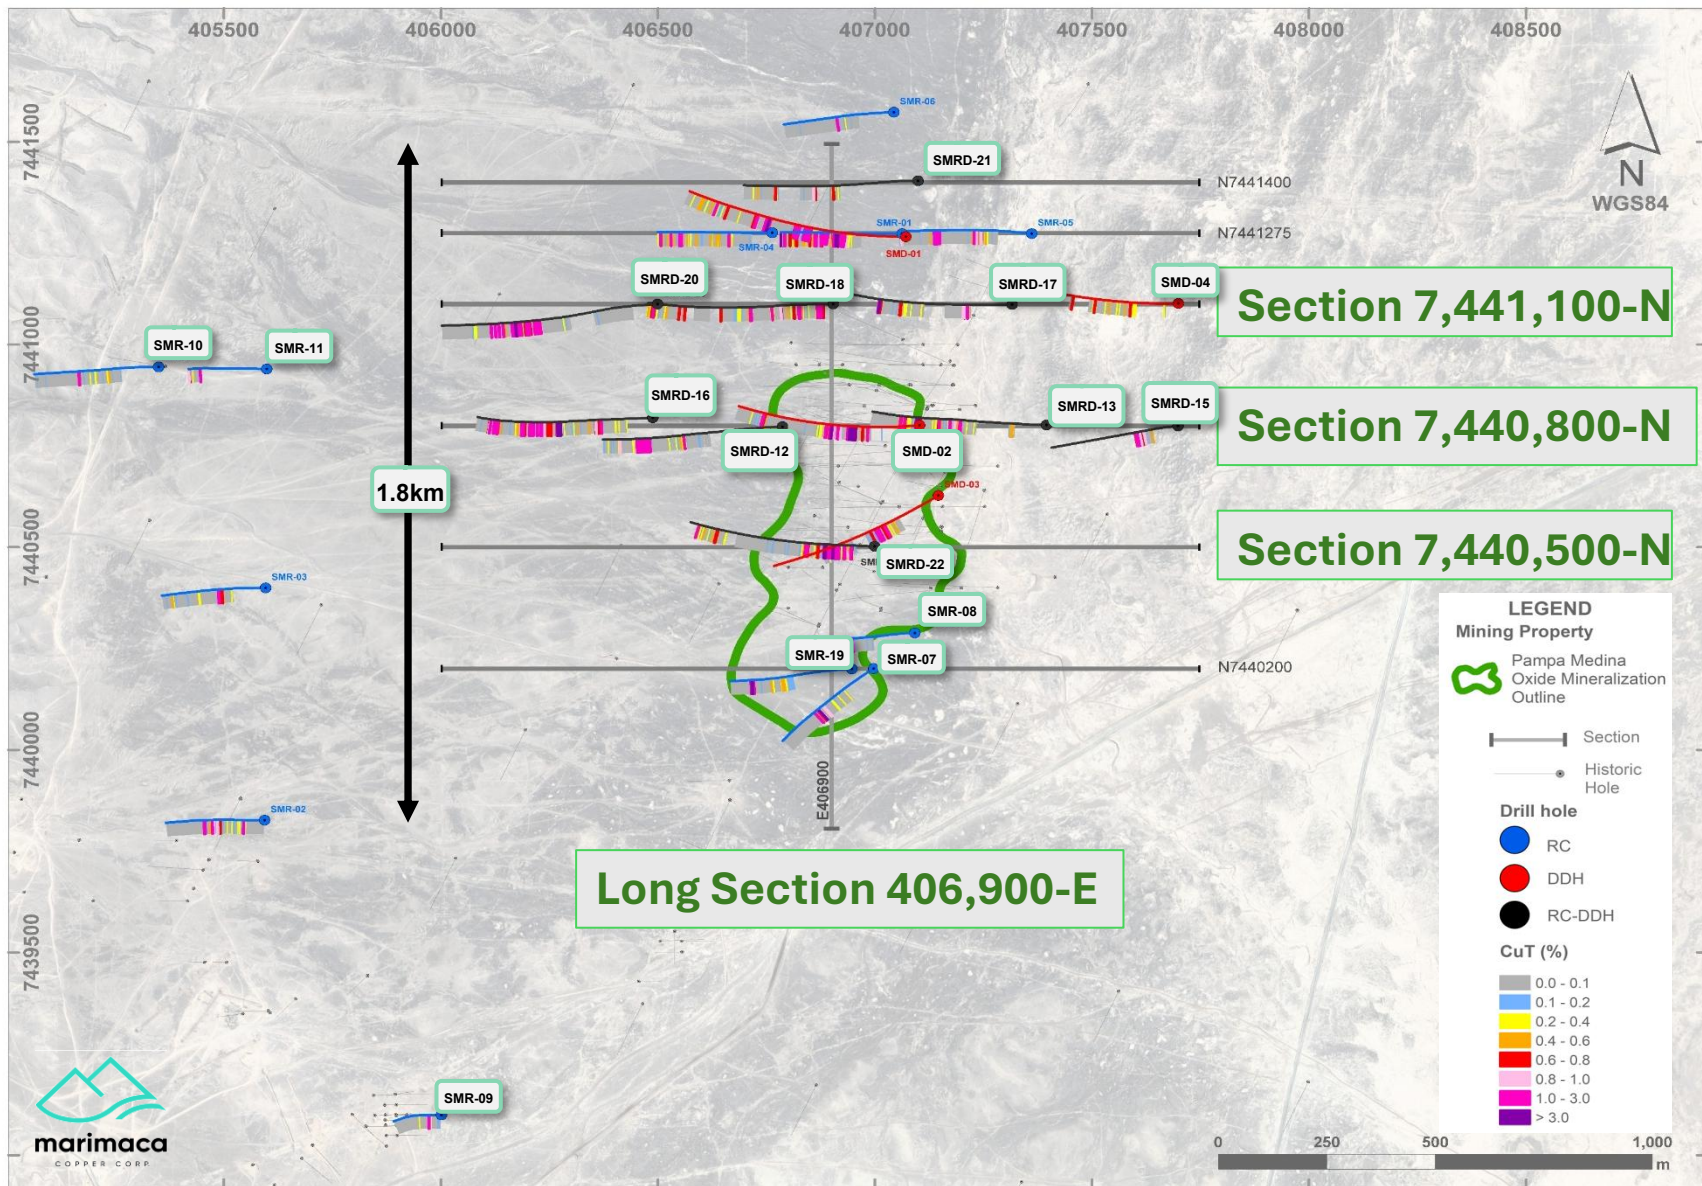 405500 406000 406500 407000 407500 408000 408500
7441500
7441000
7440500
7440000
7439500
SMR-06
SMRD-21
N7441400
SMR-01
SMR-05
N7441275
SMR-04
SMD-01
SMRD-20
SMRD-18
SMRD-17
SMD-04
Section 7,441,100-N
SMR-10
SMR-11
SMRD-16
SMRD-13
SMRD-15
Section 7,440,800-N
SMRD-12
SMD-02
1.8km
SMD-03
Section 7,440,500-N
SMRD-22
SMR-03
SMR-08
SMR-19
SMR-07
N7440200
E406900
SMR-02
Long Section 406,900-E
SMR-09
N
WGS84
LEGEND
Mining Property
Pampa Medina
Oxide Mineralization
Outline
Section
Historic
Hole
Drill hole
RC
DDH
RC-DDH
CuT (%)
0.0 - 0.1
0.1 - 0.2
0.2 - 0.4
0.4 - 0.6
0.6 - 0.8
0.8 - 1.0
1.0 - 3.0
> 3.0
0 250 500 1,000
m
marimaca
COPPER CORP